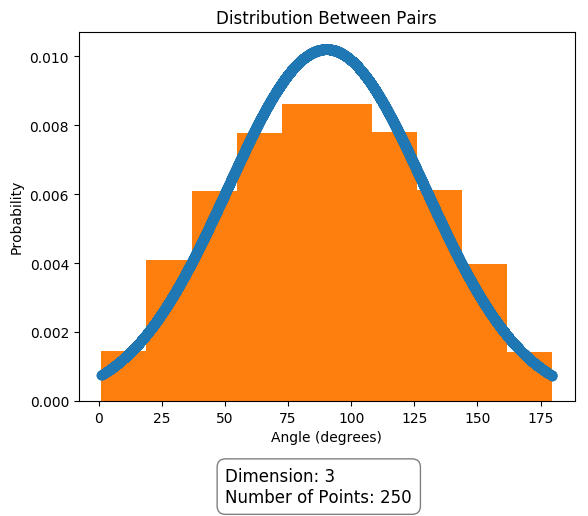 Distribution Between Pairs
0.010
0.008
0.006
0.004
0.002
0.000
Probability
0 25 50 75 100 125 150 175
Angle (degrees)
Dimension: 3
Number of Points: 250